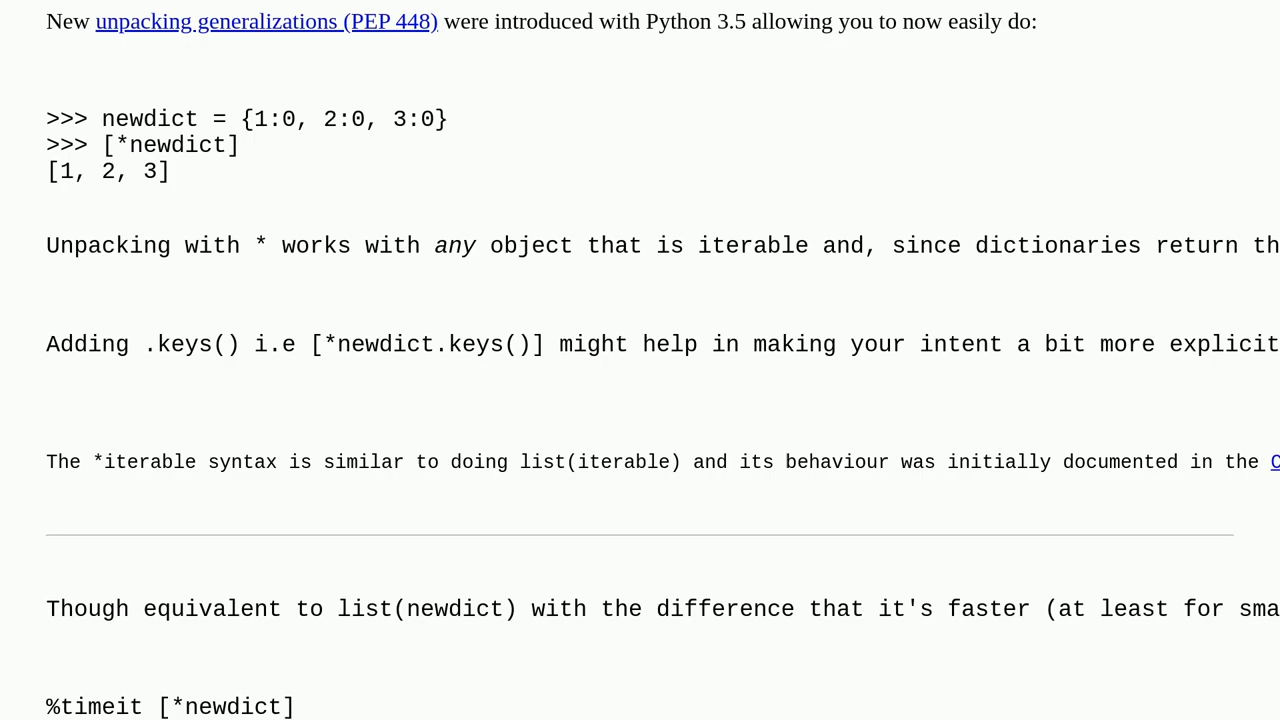 New unpacking generalizations (PEP 448) were introduced with Python 3.5 allowing you to now easily do:
>>> newdict = {1:0, 2:0, 3:0}
>>> [*newdict]
[1, 2, 3]
Unpacking with * works with any object that is iterable and, since dictionaries return th
Adding .keys() i.e [*newdict.keys()] might help in making your intent a bit more explicit
The *iterable syntax is similar to doing list(iterable) and its behaviour was initially documented in the
Though equivalent to list(newdict) with the difference that it's faster (at least for sma
%timeit [*newdict]